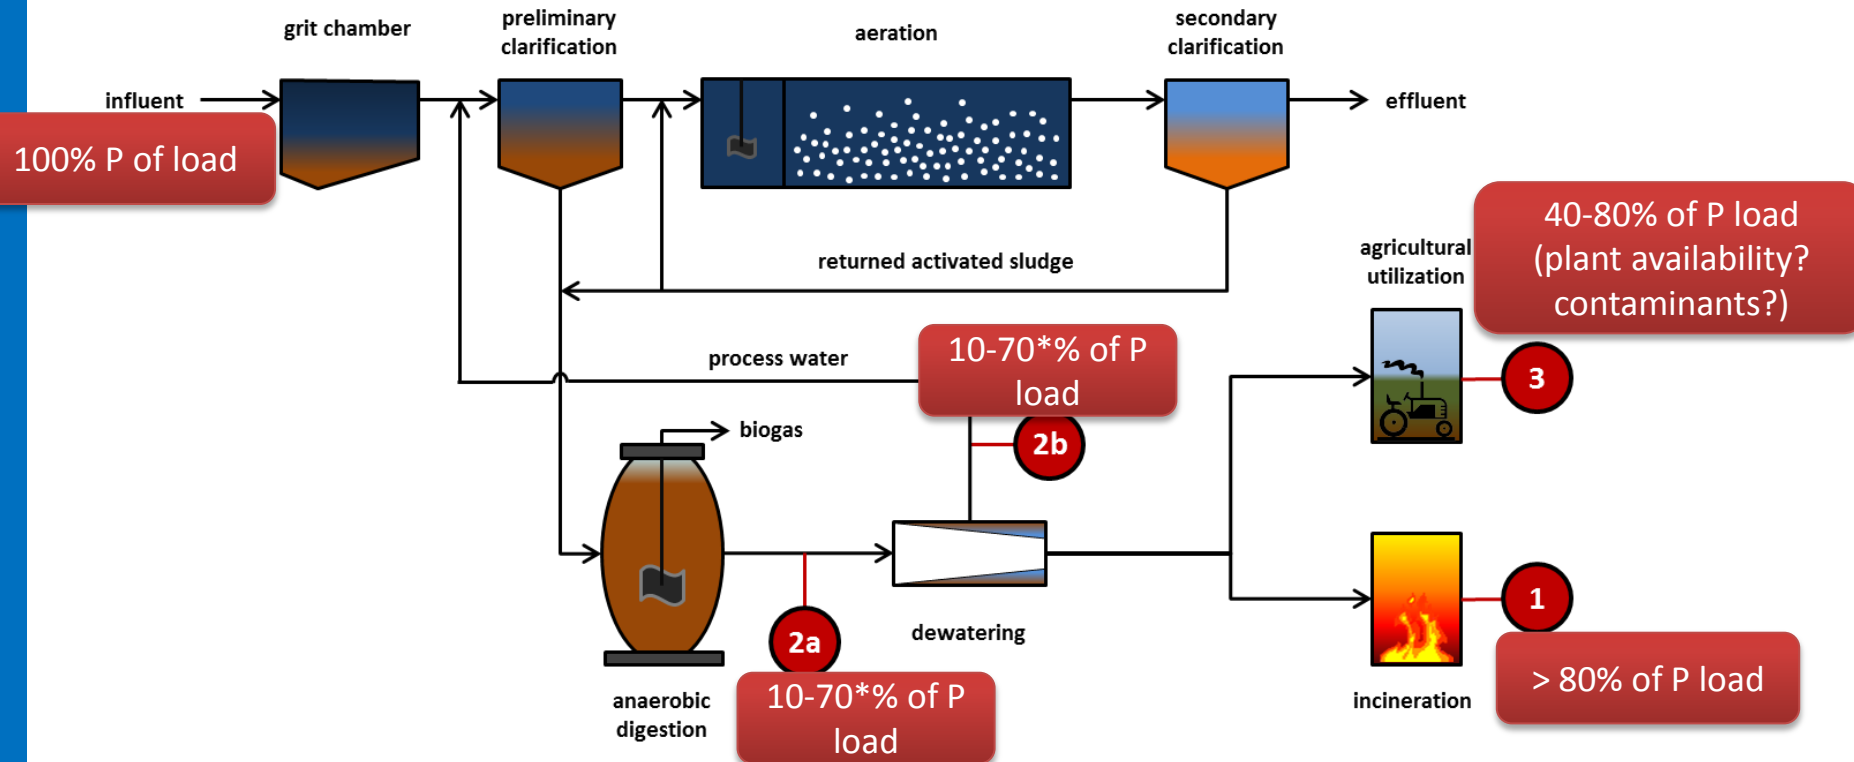 grit chamber
preliminary
clarification
aeration
secondary
clarification
influent
effluent
100% P of load
returned activated sludge
agricultural
utilization
40-80% of P load
(plant availability?
contaminants?)
process water
10-70*% of P
load
3
biogas
2b
1
2a
dewatering
> 80% of P load
anaerobic
digestion
10-70*% of P
load
incineration